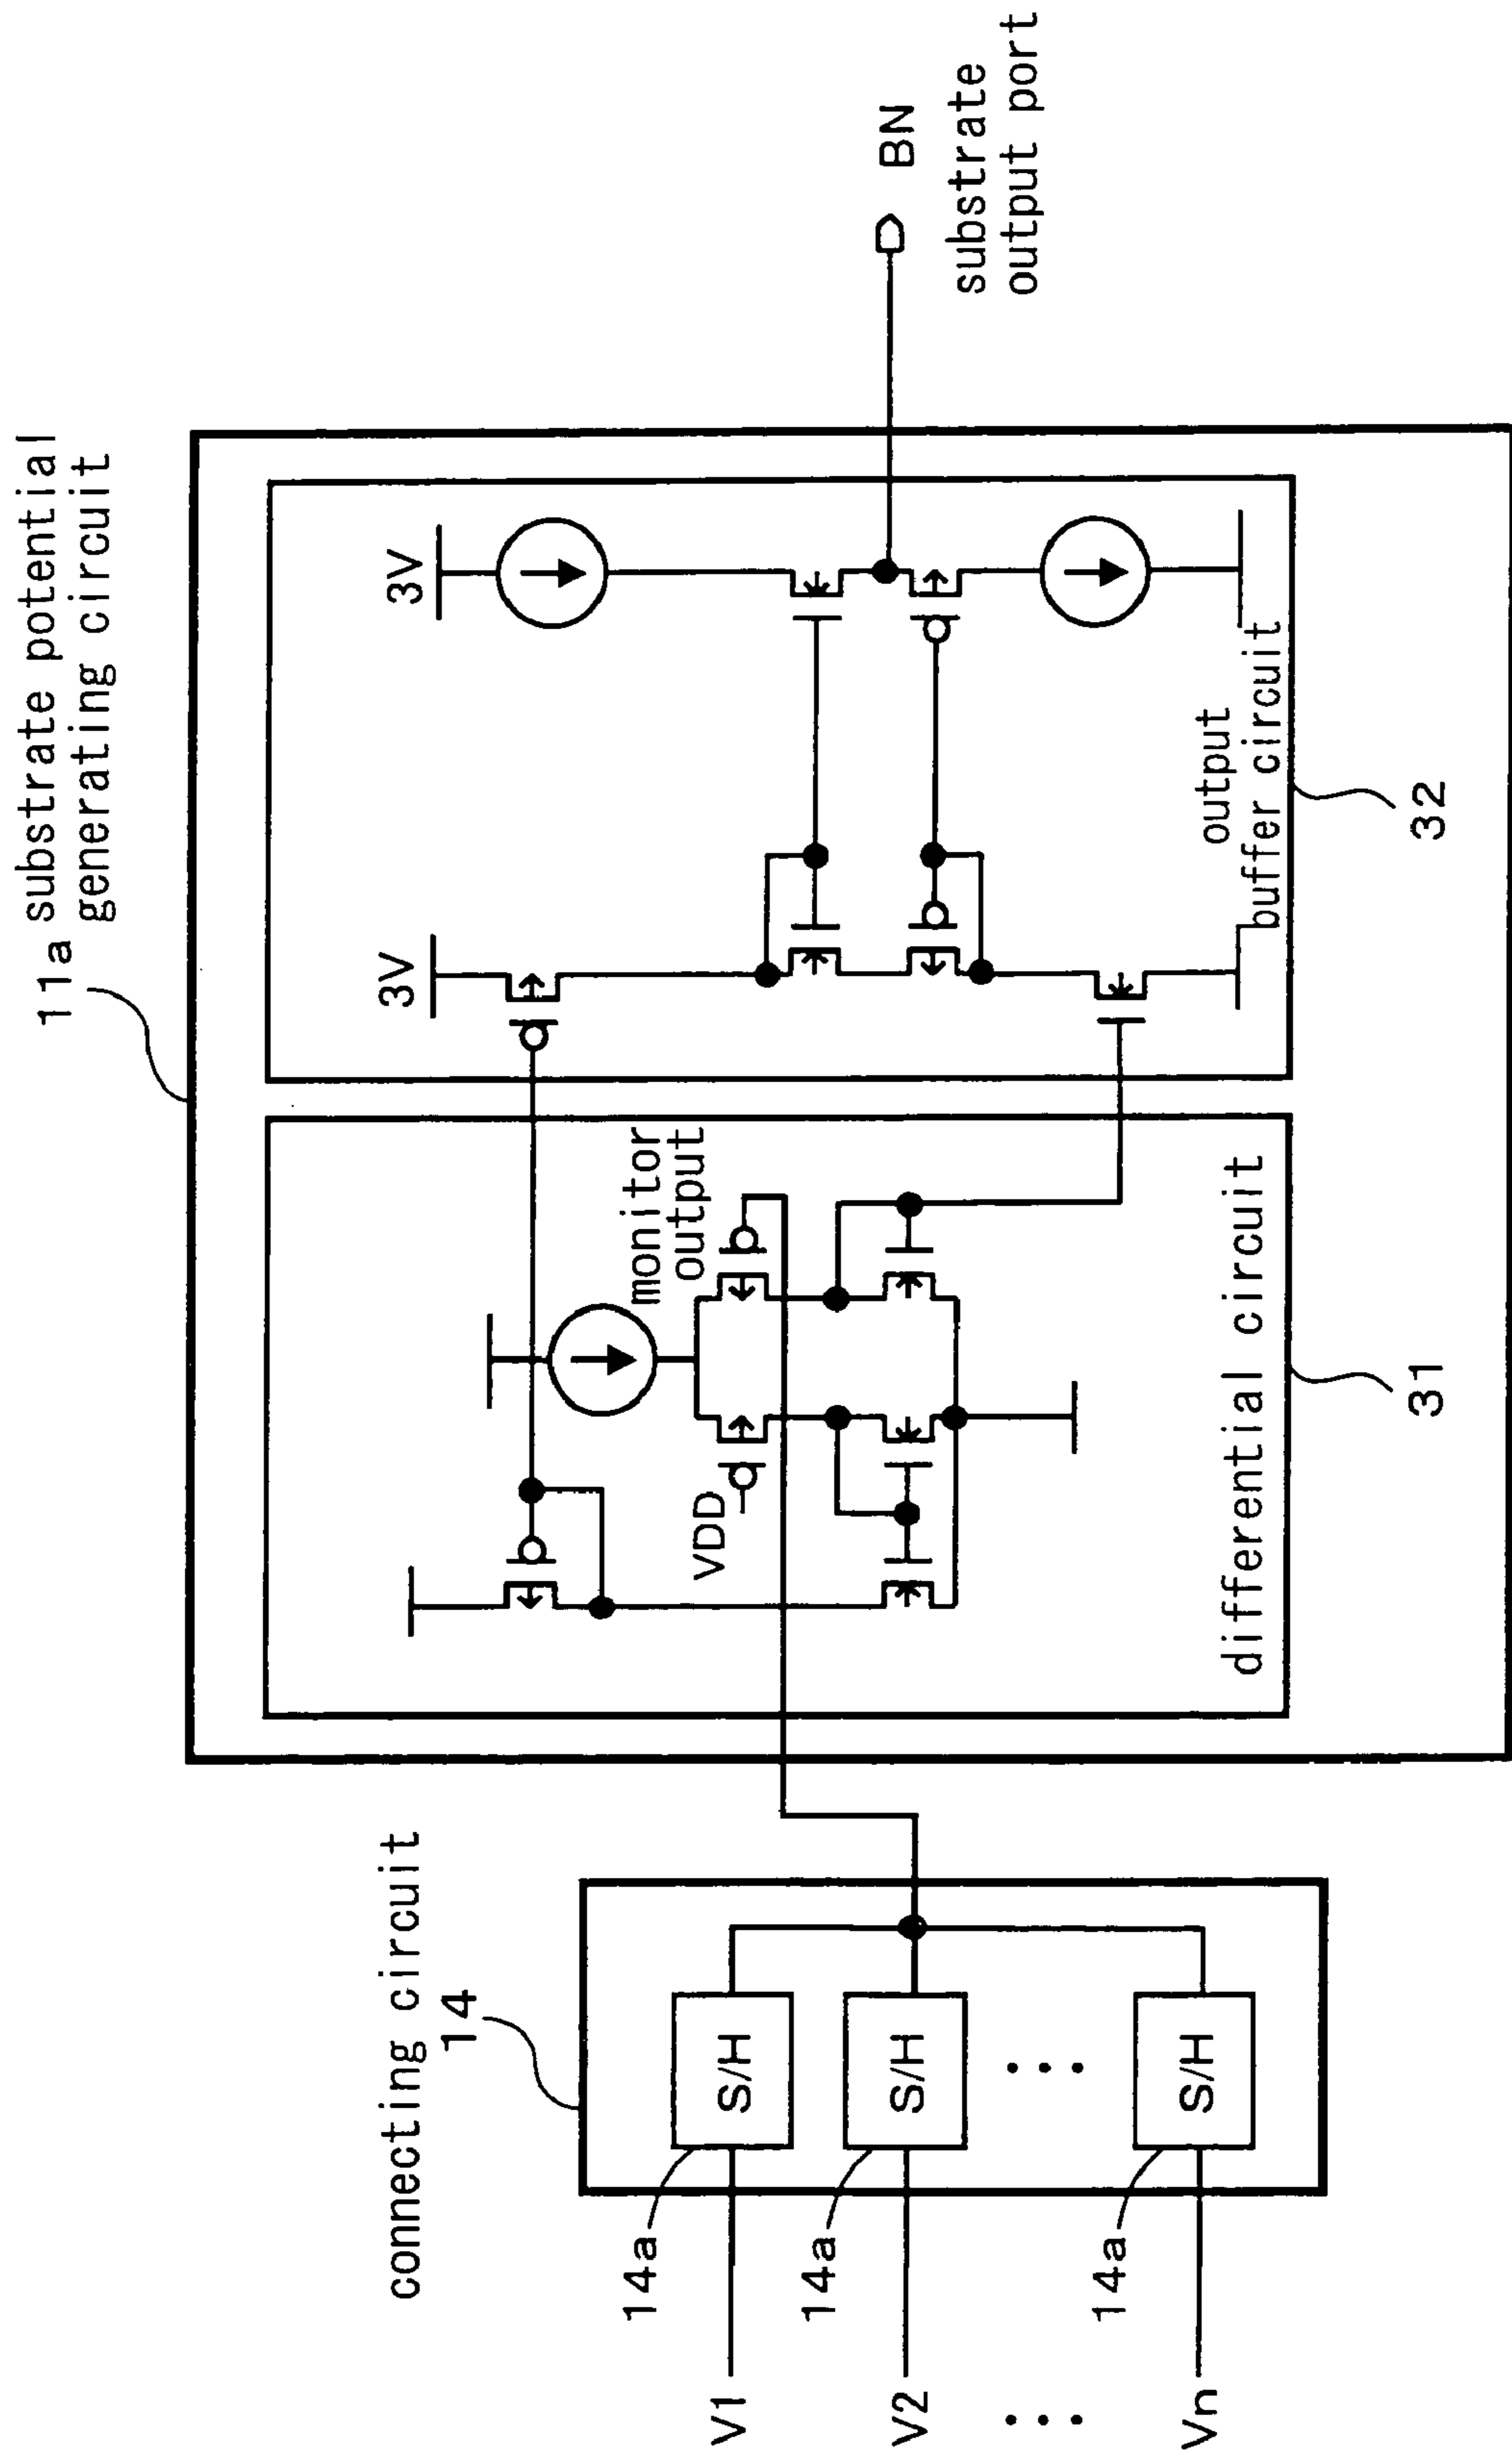 11a substrate potential
generating circuit
connecting circuit
14
3V
3V
monitor
output
VDD
BN
substrate
output port
S/H
S/H
S/H
14a
14a
14a
V1
V2
Vn
differential circuit
31
output
buffer circuit
32